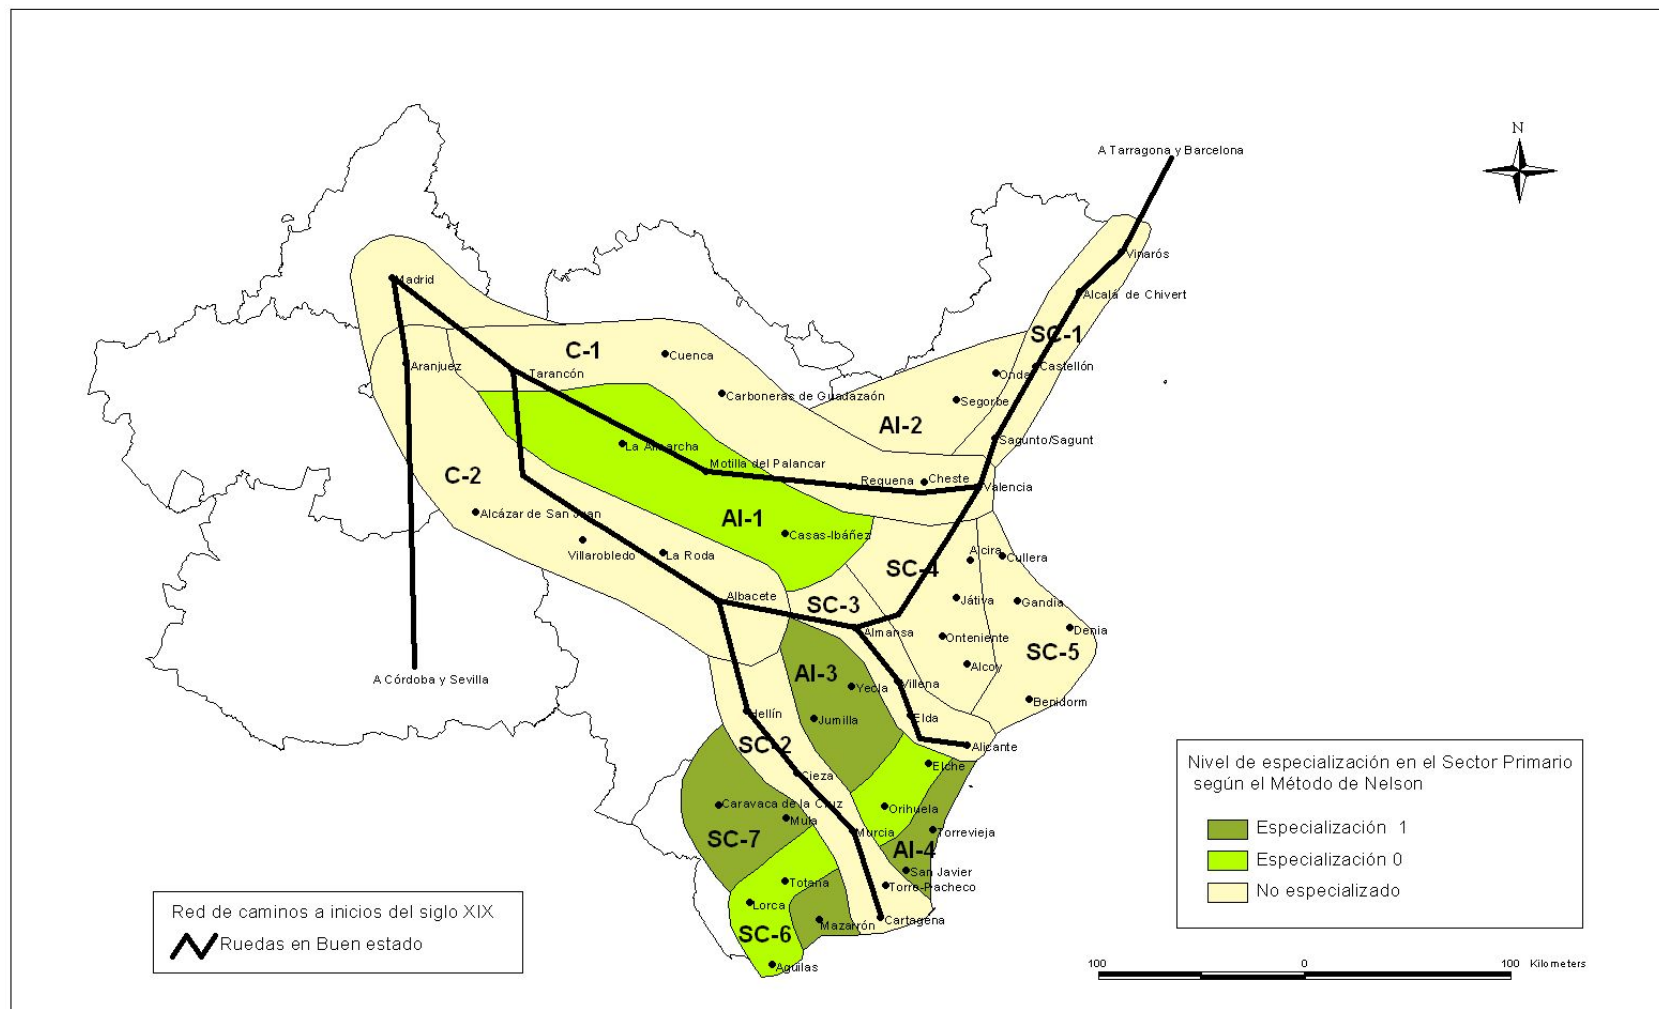 N
A Tarragona y Barcelona
Vinarós
Madrid
Alcalá de Chivert
SC-1
C-1
Cuenca
Aranjuez
Tarancón
Castellón
Onda
Carboneras de Guadazaón
Segorbe
AI-2
La Almarcha
Sagunto/Sagunt
Motilla del Palancar
C-2
Requena
Cheste
Valencia
Alcázar de San Juan
AI-1
Casas-Ibáñez
Villarobledo
La Roda
Alcira
Cullera
SC-4
Albacete
SC-3
Játiva
Gandía
Almansa
Denia
Onteniente
SC-5
Alcoy
A Córdoba y Sevilla
AI-3
Yecla
Villena
Benidorm
Hellín
Jumilla
Elda
SC-2
Alicante
Cieza
Elche
Caravaca de la Cruz
Orihuela
Mula
Murcia
Torrevieja
SC-7
AI-4
San Javier
Totana
Torre-Pacheco
Lorca
Mazarrón
Cartagena
SC-6
Aguilas
Nivel de especialización en el Sector Primario
según el Método de Nelson
Especialización 1
Especialización 0
No especializado
Red de caminos a inicios del siglo XIX
Ruedas en Buen estado
100 0 100 Kilometers